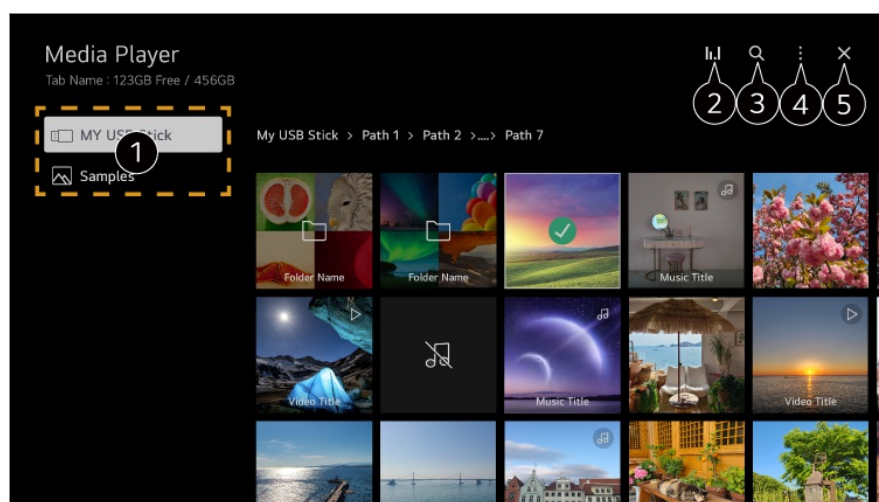 Media Player
Tab Name : 123GB Free / 456GB
2
3
4
5
MY USB Stick
1
Samples
My USB Stick > Path 1 > Path 2 >....> Path 7
Folder Name
Folder Name
Music Title
Video Title
Music Title
Video Title